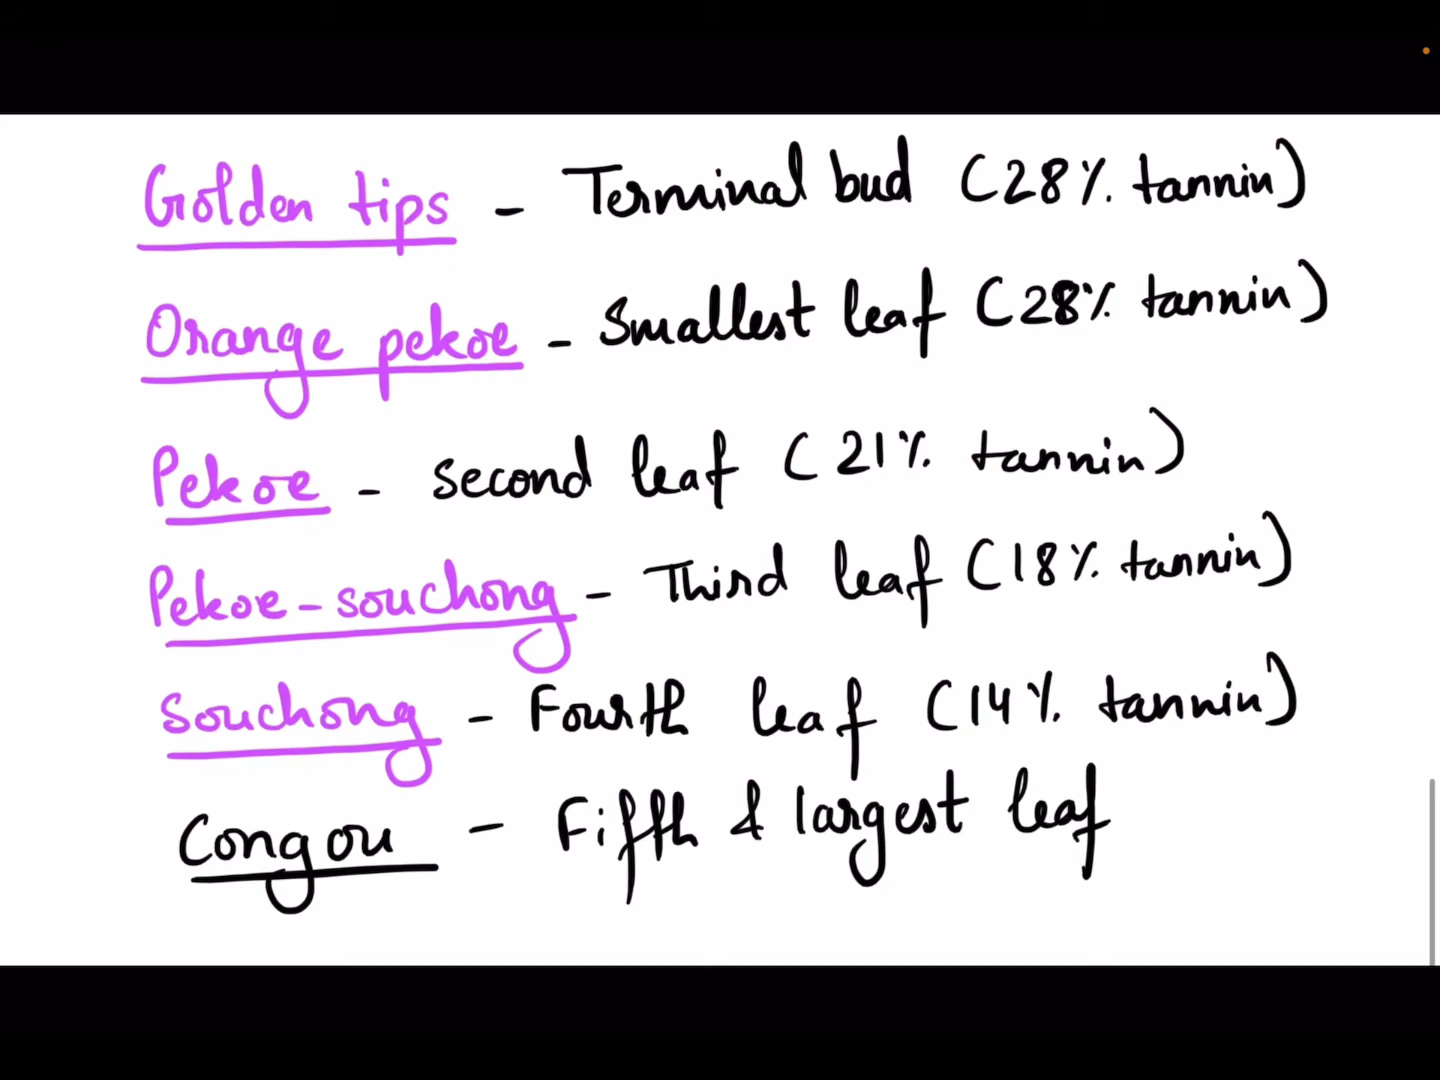 Golden tips - Terminal bud (28% tannin)
Orange pekoe - Smallest leaf (28% tannin)
Pekoe - second leaf (21% tannin)
Pekoe-souchong - Third leaf (18% tannin)
Souchong - Fourth leaf (14% tannin)
Congou - Fifth & largest leaf